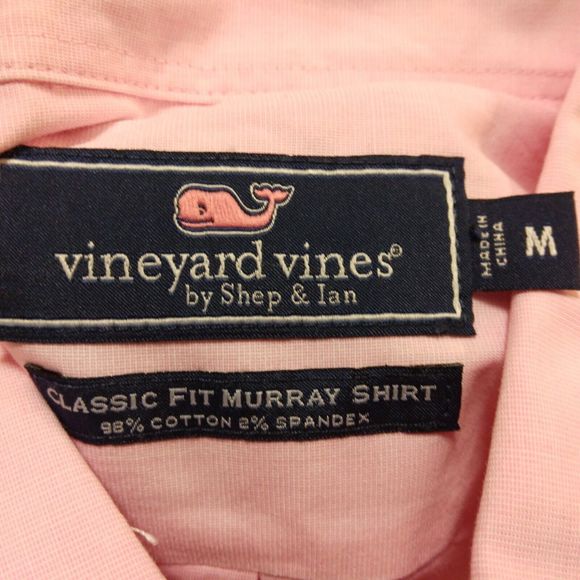 vineyard vines®
by Shep & Ian
MADE IN
CHINA
M
CLASSIC FIT MURRAY SHIRT
98% COTTON 2% SPANDEX